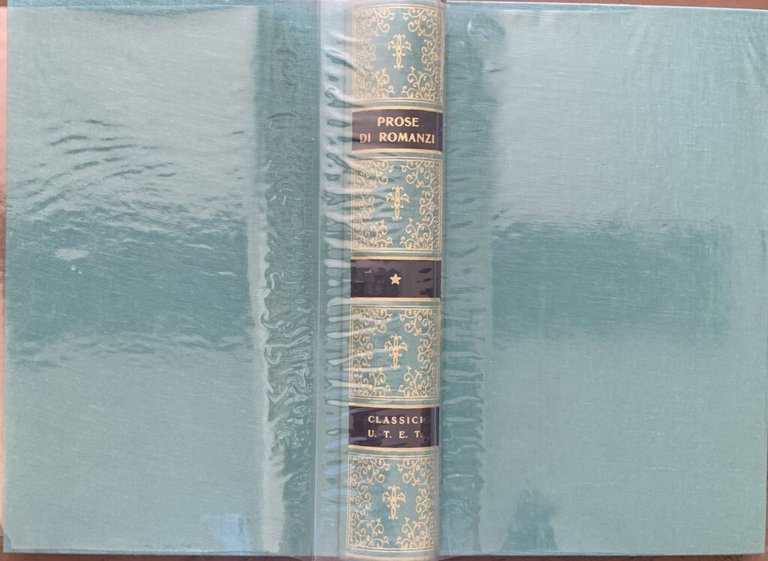 PROSE
DI ROMANZI
CLASSICI
U. T. E. T.